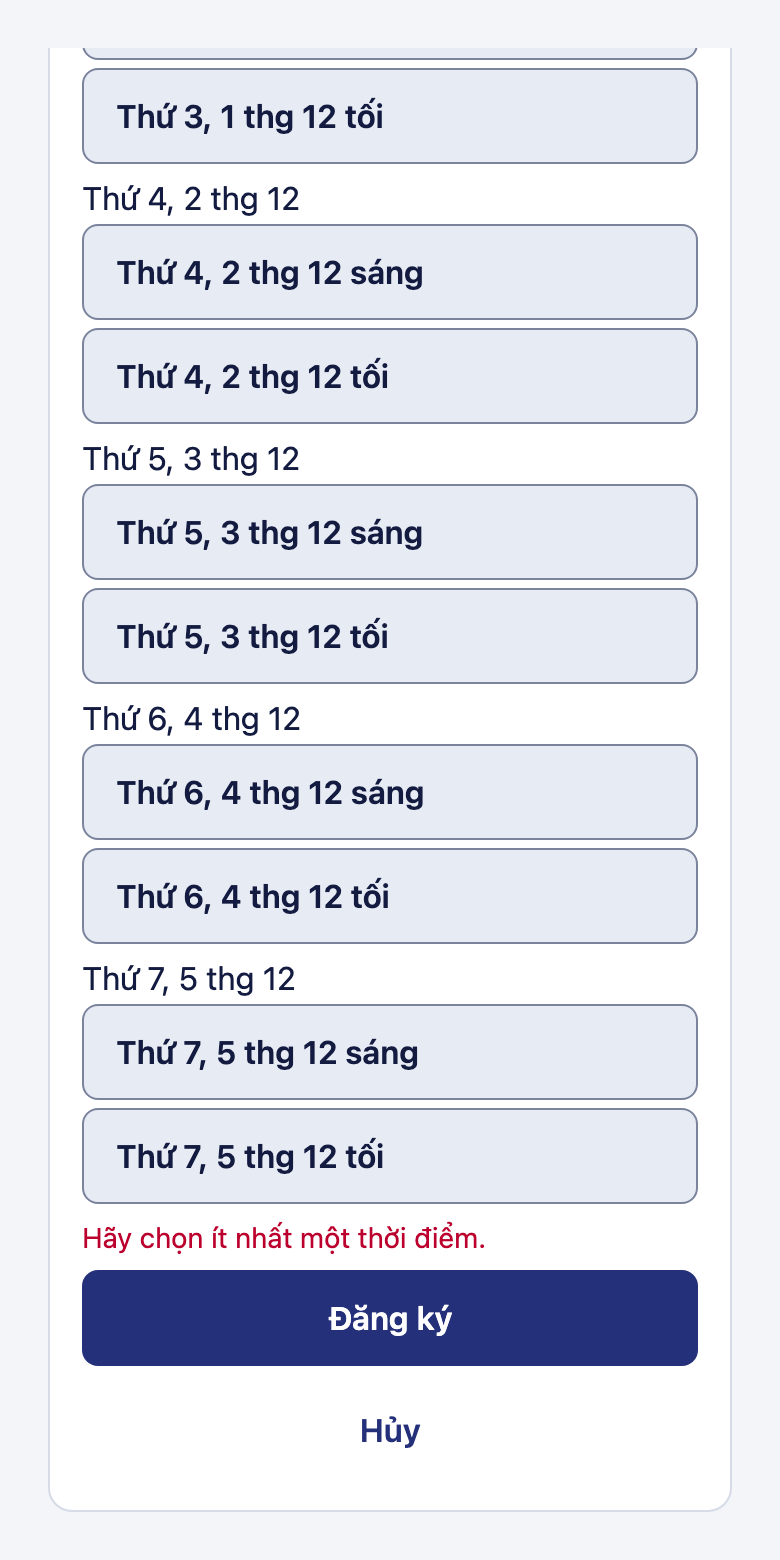 Thứ 3, 1 thg 12 tối
Thứ 4, 2 thg 12
Thứ 4, 2 thg 12 sáng
Thứ 4, 2 thg 12 tối
Thứ 5, 3 thg 12
Thứ 5, 3 thg 12 sáng
Thứ 5, 3 thg 12 tối
Thứ 6, 4 thg 12
Thứ 6, 4 thg 12 sáng
Thứ 6, 4 thg 12 tối
Thứ 7, 5 thg 12
Thứ 7, 5 thg 12 sáng
Thứ 7, 5 thg 12 tối
Hãy chọn ít nhất một thời điểm.
Đăng ký
Hủy